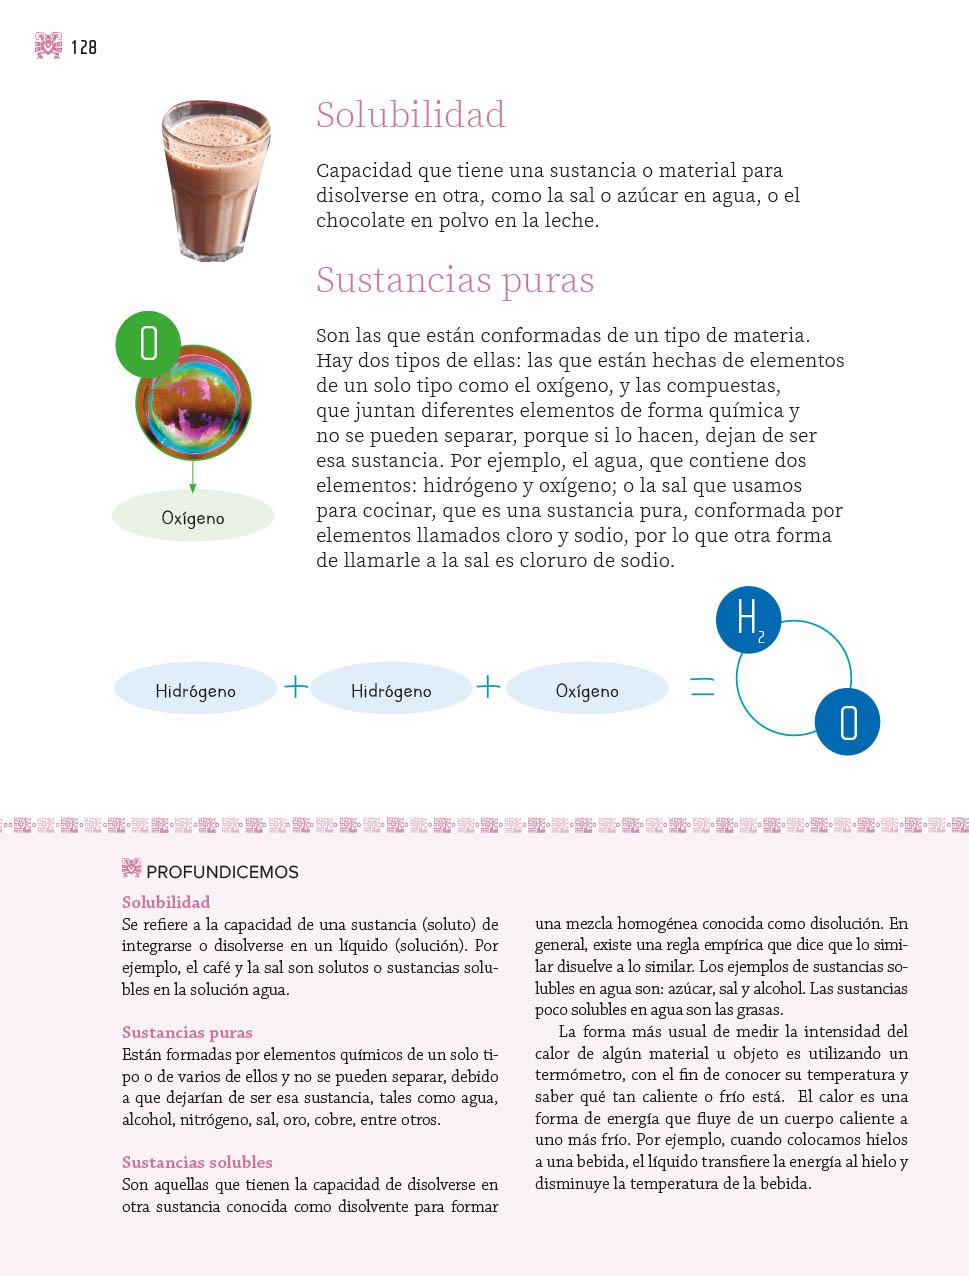 128
Solubilidad
Capacidad que tiene una sustancia o material para
disolverse en otra, como la sal o azúcar en agua, o el
chocolate en polvo en la leche.
Sustancias puras
Son las que están conformadas de un tipo de materia.
Hay dos tipos de ellas: las que están hechas de elementos
de un solo tipo como el oxígeno, y las compuestas,
que juntan diferentes elementos de forma química y
no se pueden separar, porque si lo hacen, dejan de ser
esa sustancia. Por ejemplo, el agua, que contiene dos
elementos: hidrógeno y oxígeno; o la sal que usamos
para cocinar, que es una sustancia pura, conformada por
elementos llamados cloro y sodio, por lo que otra forma
de llamarle a la sal es cloruro de sodio.
O
Oxígeno
Hidrógeno + Hidrógeno + Oxígeno =
H2
O
PROFUNDICEMOS
Solubilidad
Se refiere a la capacidad de una sustancia (soluto) de
integrarse o disolverse en un líquido (solución). Por
ejemplo, el café y la sal son solutos o sustancias solu-
bles en la solución agua.
Sustancias puras
Están formadas por elementos químicos de un solo ti-
po o de varios de ellos y no se pueden separar, debido
a que dejarían de ser esa sustancia, tales como agua,
alcohol, nitrógeno, sal, oro, cobre, entre otros.
Sustancias solubles
Son aquellas que tienen la capacidad de disolverse en
otra sustancia conocida como disolvente para formar
una mezcla homogénea conocida como disolución. En
general, existe una regla empírica que dice que lo simi-
lar disuelve a lo similar. Los ejemplos de sustancias so-
lubles en agua son: azúcar, sal y alcohol. Las sustancias
poco solubles en agua son las grasas.
La forma más usual de medir la intensidad del
calor de algún material u objeto es utilizando un
termómetro, con el fin de conocer su temperatura y
saber qué tan caliente o frío está. El calor es una
forma de energía que fluye de un cuerpo caliente a
uno más frío. Por ejemplo, cuando colocamos hielos
a una bebida, el líquido transfiere la energía al hielo y
disminuye la temperatura de la bebida.